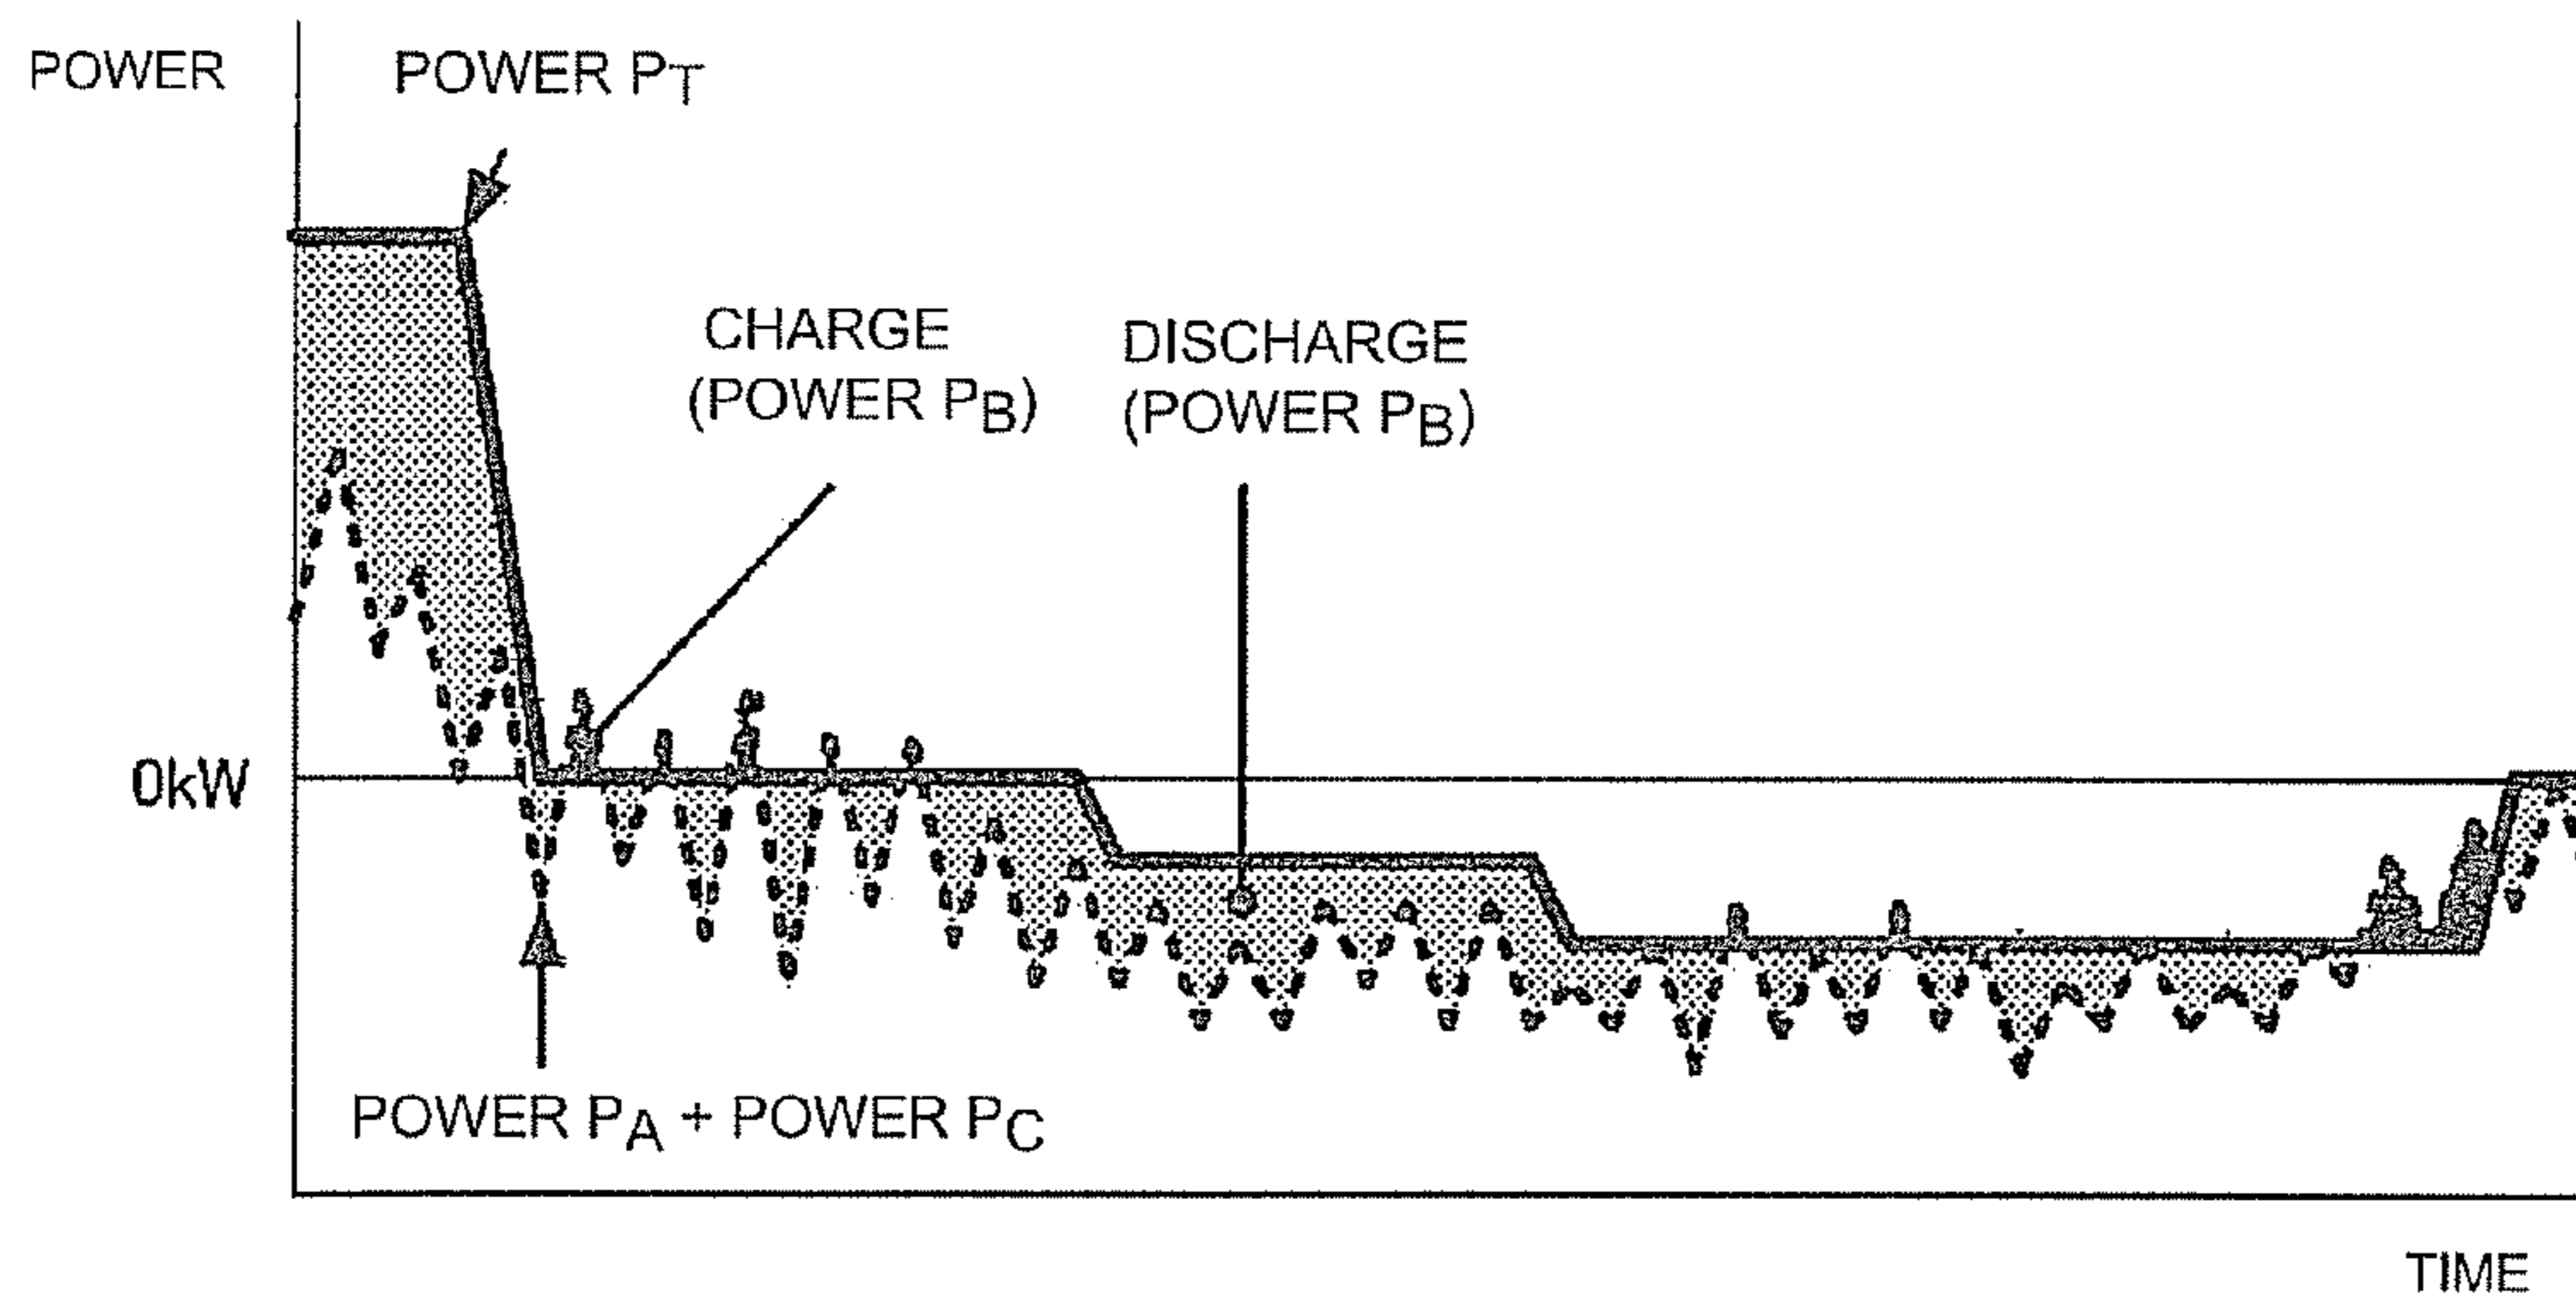 POWER
POWER PT
CHARGE
(POWER PB)
DISCHARGE
(POWER PB)
0kW
POWER PA + POWER PC
TIME